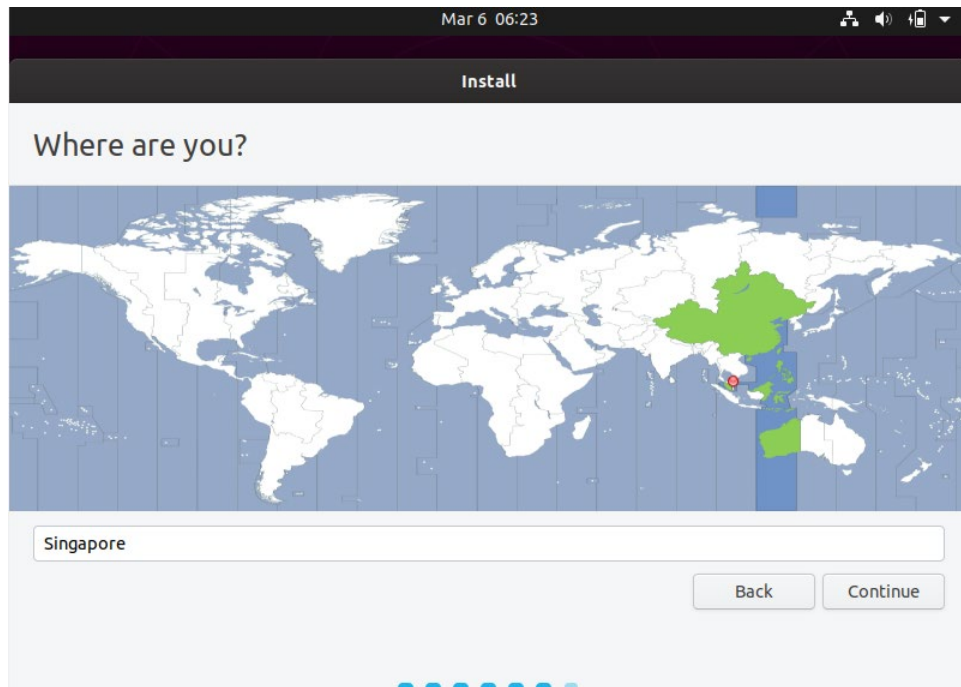 Mar 6 06:23
Install
Where are you?
Singapore
Back
Continue